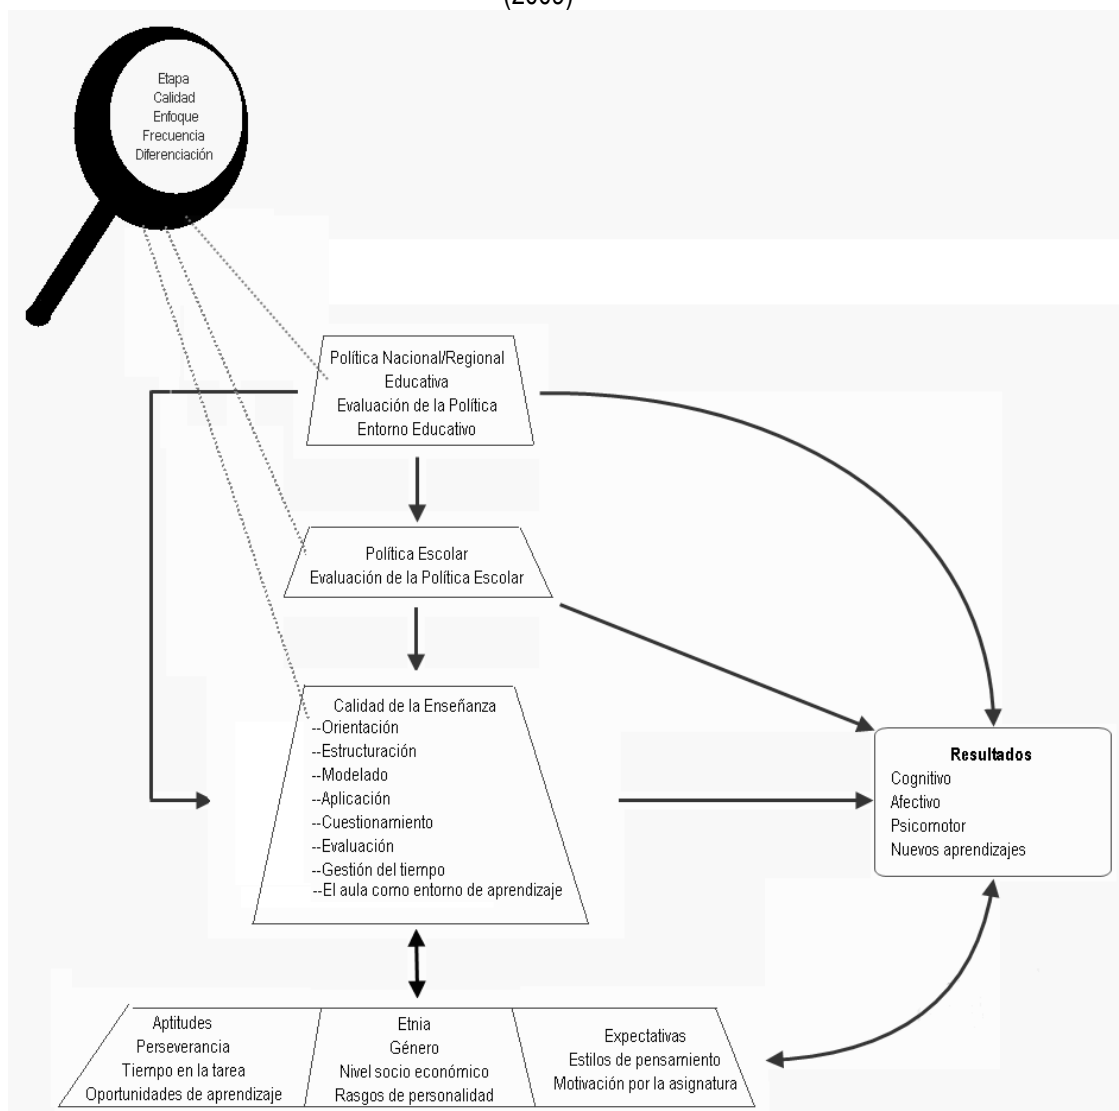 Etapa
Calidad
Enfoque
Frecuencia
Diferenciación
Política Nacional/Regional
Educativa
Evaluación de la Política
Entorno Educativo
Política Escolar
Evaluación de la Política Escolar
Calidad de la Enseñanza
--Orientación
--Estructuración
--Modelado
--Aplicación
--Cuestionamiento
--Evaluación
--Gestión del tiempo
--El aula como entorno de aprendizaje
Resultados
Cognitivo
Afectivo
Psicomotor
Nuevos aprendizajes
Aptitudes
Perseverancia
Tiempo en la tarea
Oportunidades de aprendizaje
Etnia
Género
Nivel socio económico
Rasgos de personalidad
Expectativas
Estilos de pensamiento
Motivación por la asignatura